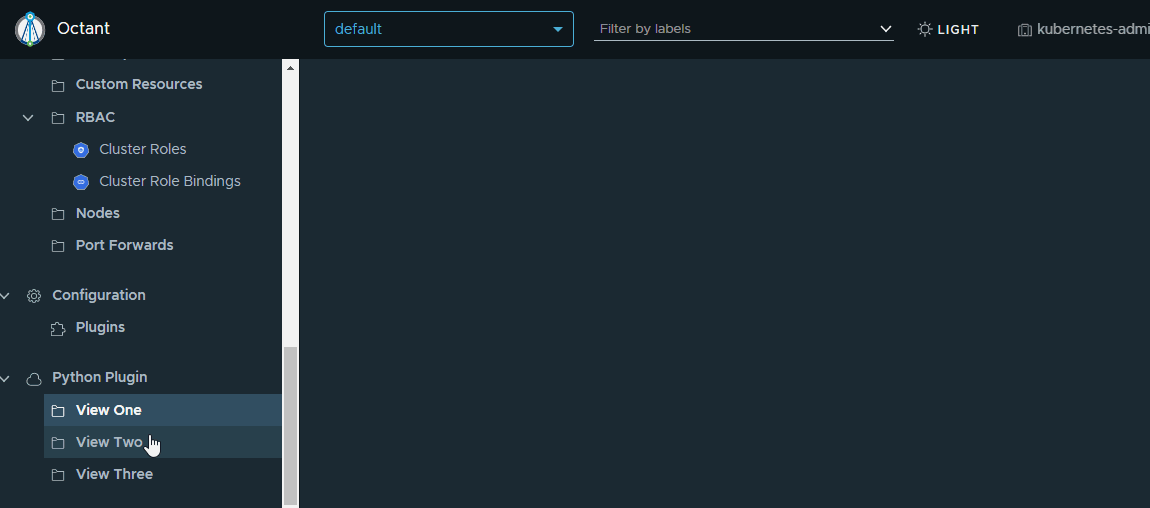 Octant
default
Filter by labels
LIGHT
kubernetes-admi
Custom Resources
RBAC
Cluster Roles
Cluster Role Bindings
Nodes
Port Forwards
Configuration
Plugins
Python Plugin
View One
View Two
View Three